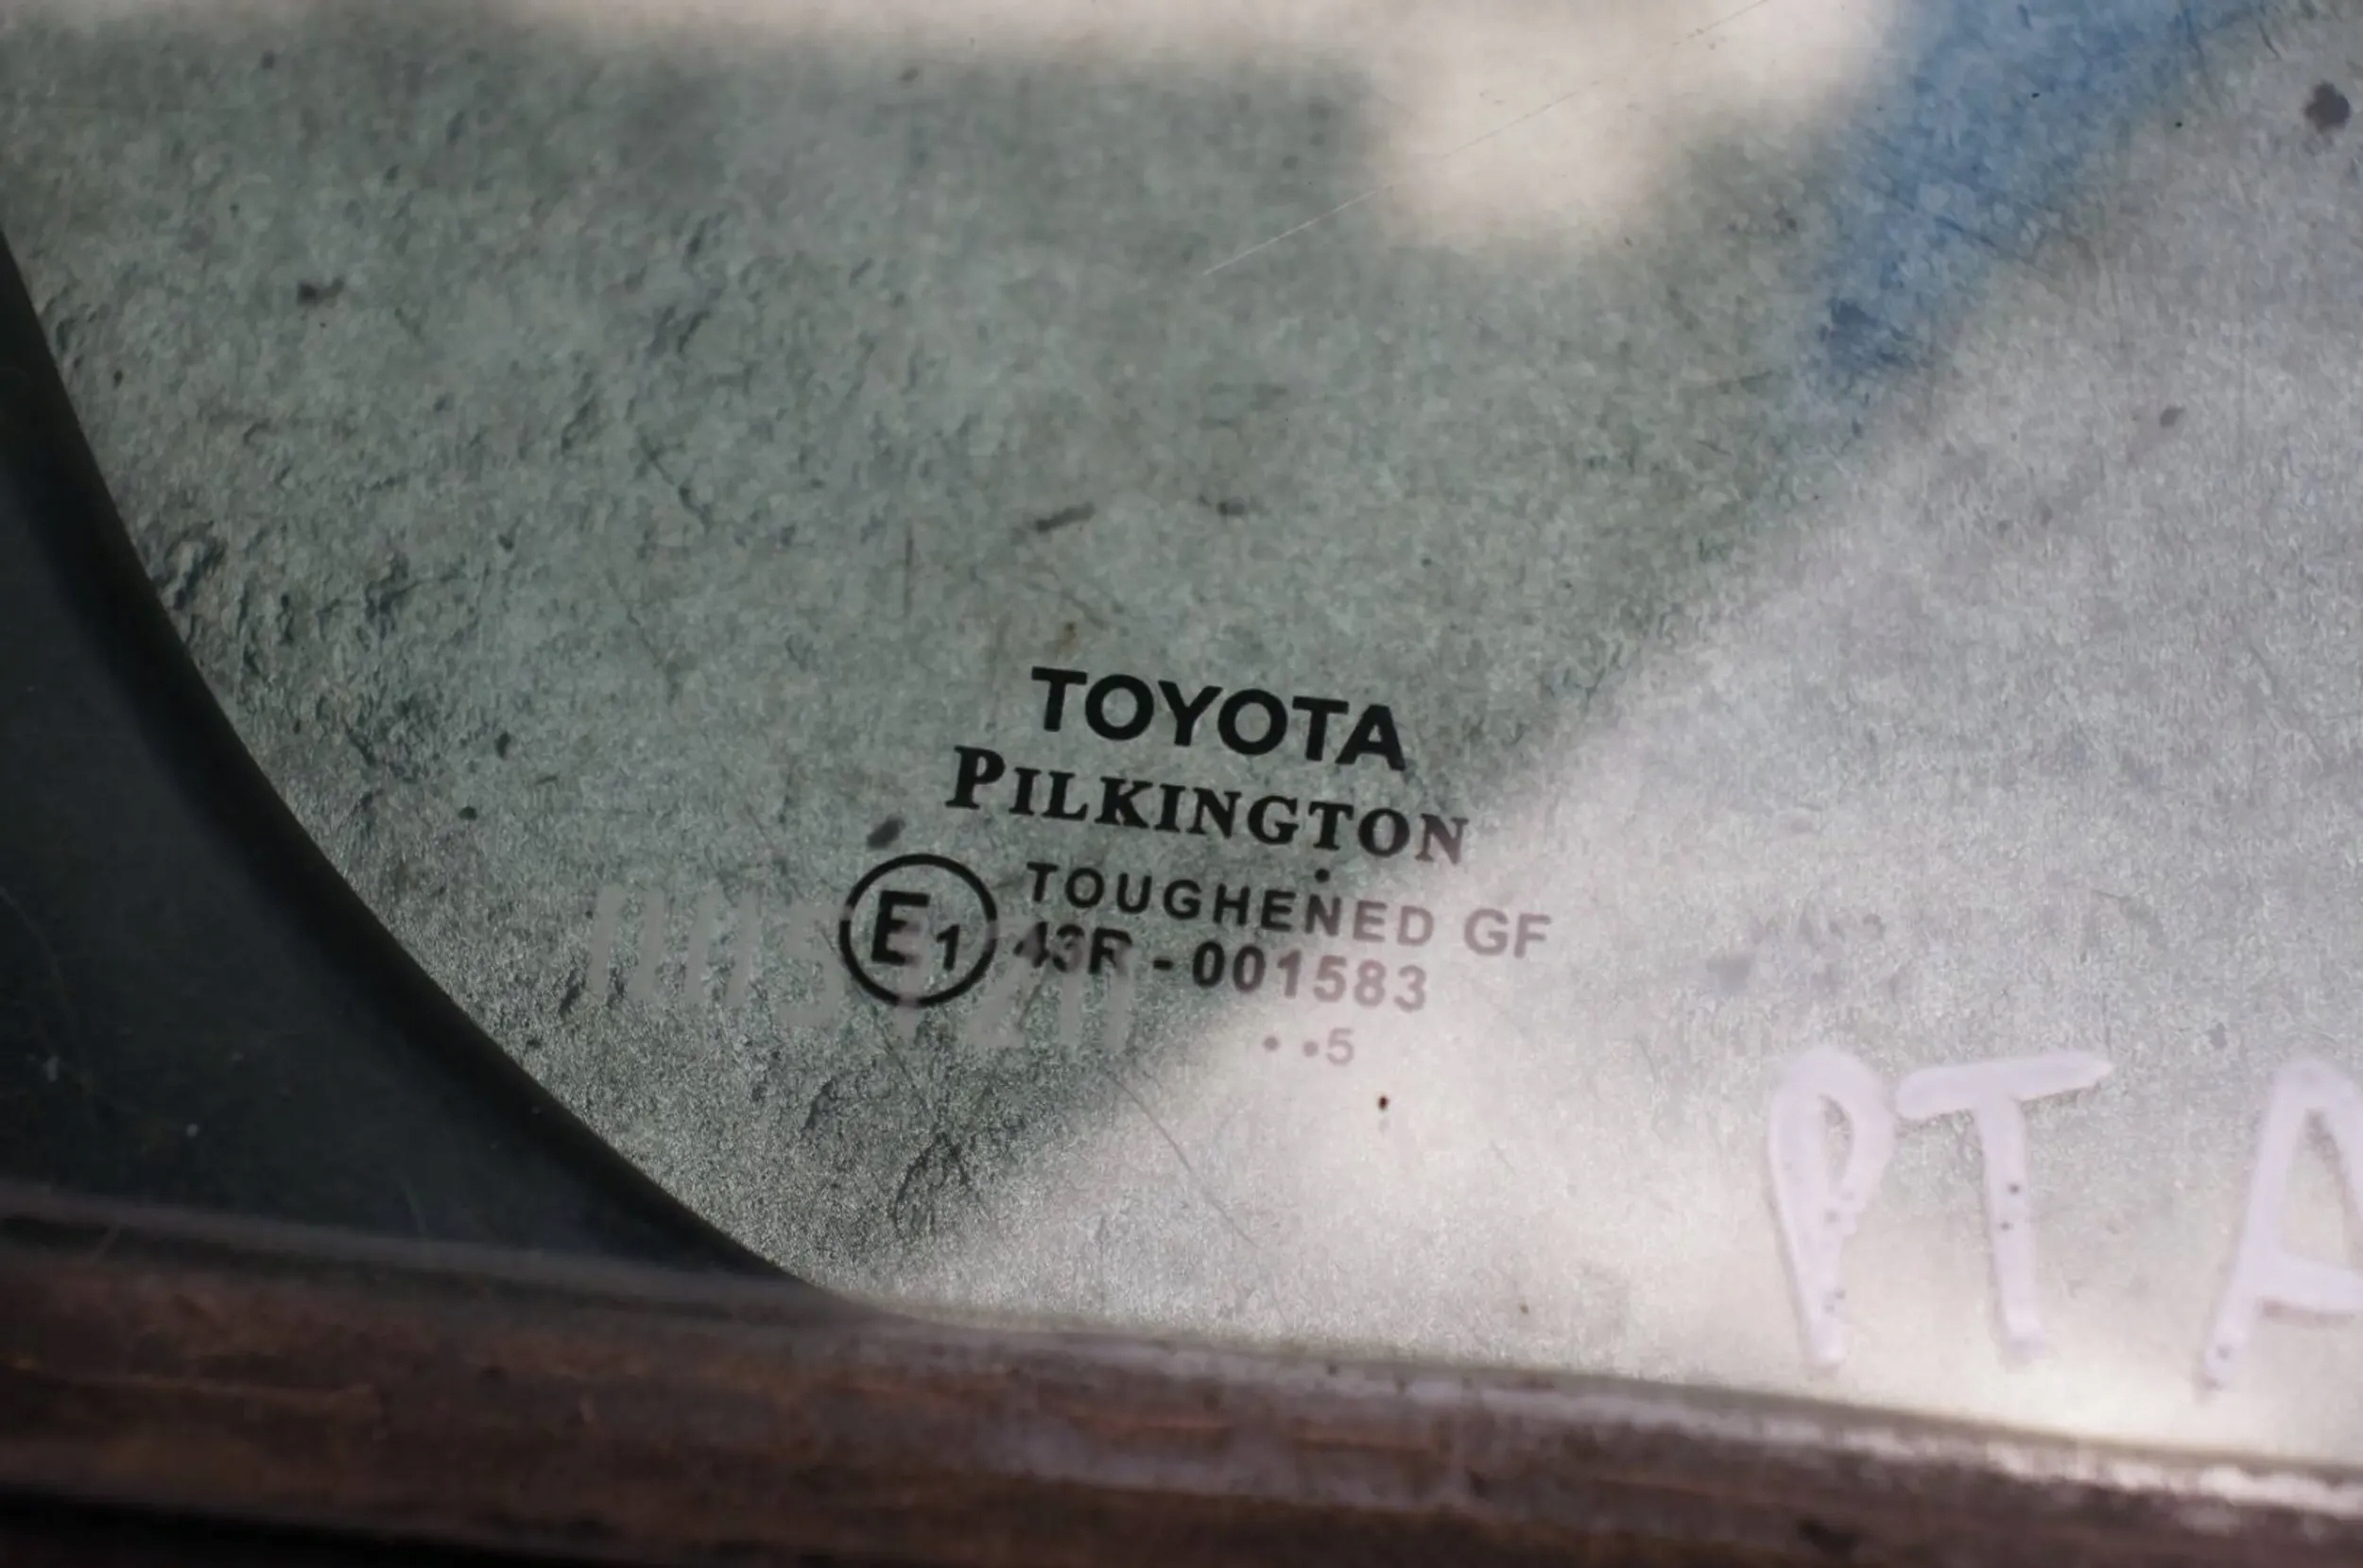 TOYOTA
PILKINGTON
TOUGHENED GF
E1 43R - 001583
• •5
PT A